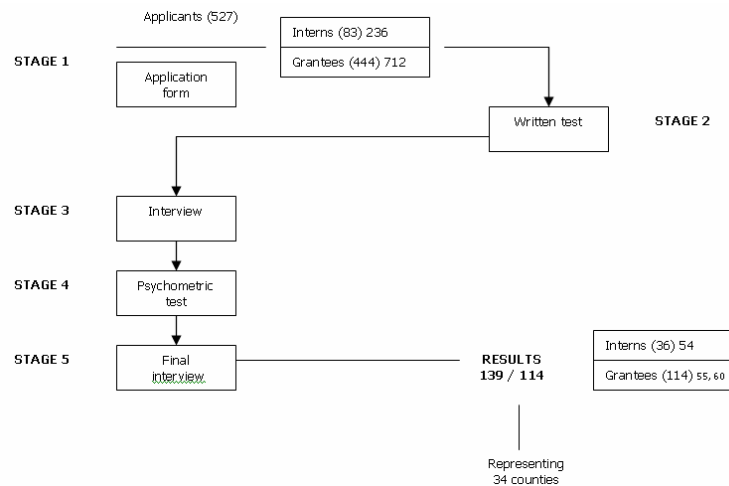 Applicants (527)
Interns (83) 236
Grantees (444) 712
STAGE 1
Application
form
Written test
STAGE 2
STAGE 3
Interview
STAGE 4
Psychometric
test
STAGE 5
Final
interview
RESULTS
139 / 114
Interns (36) 54
Grantees (114) 55, 60
Representing
34 counties